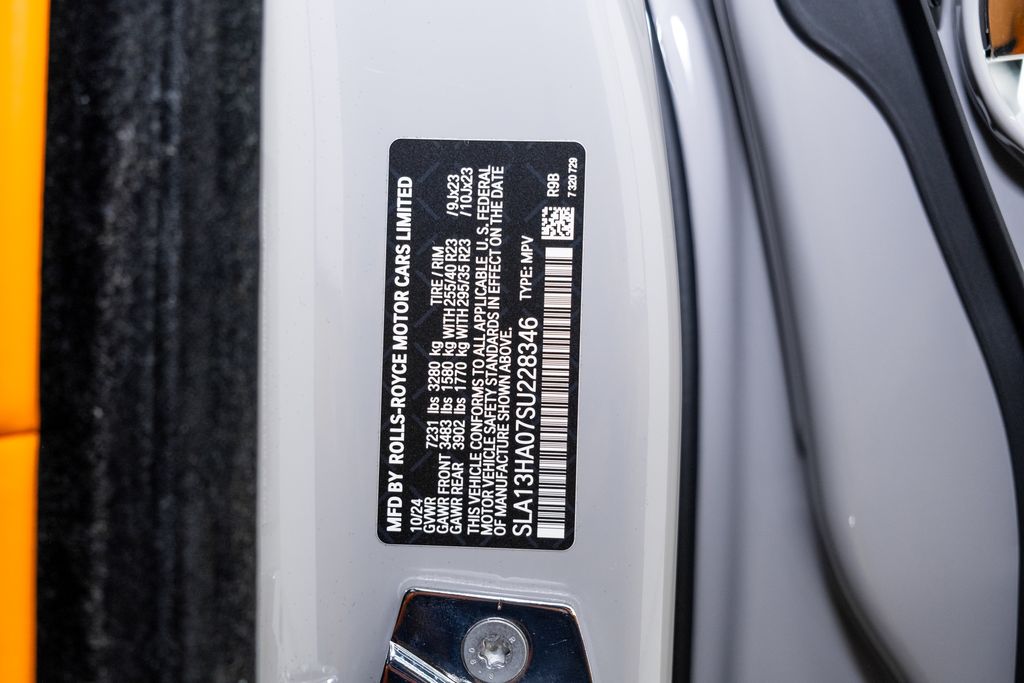 MFD BY ROLLS-ROYCE MOTOR CARS LIMITED
10/24
GVWR 7231 lbs 3280 kg TIRE / RIM
GAWR FRONT 3483 lbs 1580 kg WITH 255/40 R23 /9Jx23
GAWR REAR 3902 lbs 1770 kg WITH 295/35 R23 /10Jx23
THIS VEHICLE CONFORMS TO ALL APPLICABLE U. S. FEDERAL
MOTOR VEHICLE SAFETY STANDARDS IN EFFECT ON THE DATE
OF MANUFACTURE SHOWN ABOVE.
SLA13HA07SU228346 TYPE: MPV
R9B
7 320 729